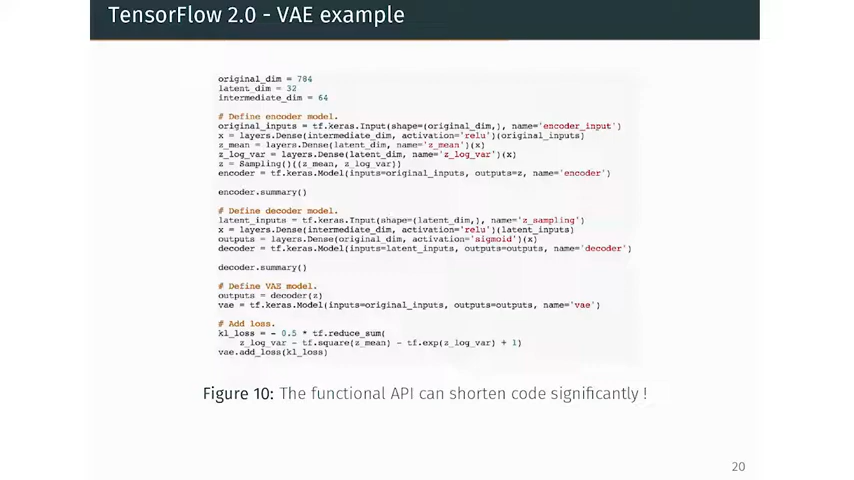 TensorFlow 2.0 - VAE example
original_dim = 784
latent_dim = 32
intermediate_dim = 64
# Define encoder model.
original_inputs = tf.keras.Input(shape=(original_dim,), name='encoder_input')
x = layers.Dense(intermediate_dim, activation='relu')(original_inputs)
z_mean = layers.Dense(latent_dim, name='z_mean')(x)
z_log_var = layers.Dense(latent_dim, name='z_log_var')(x)
z = Sampling()((z_mean, z_log_var))
encoder = tf.keras.Model(inputs=original_inputs, outputs=z, name='encoder')
encoder.summary()
# Define decoder model.
latent_inputs = tf.keras.Input(shape=(latent_dim,), name='z_sampling')
x = layers.Dense(intermediate_dim, activation='relu')(latent_inputs)
outputs = layers.Dense(original_dim, activation='sigmoid')(x)
decoder = tf.keras.Model(inputs=latent_inputs, outputs=outputs, name='decoder')
decoder.summary()
# Define VAE model.
outputs = decoder(z)
vae = tf.keras.Model(inputs=original_inputs, outputs=outputs, name='vae')
# Add loss.
kl_loss = - 0.5 * tf.reduce_sum(
z_log_var - tf.square(z_mean) - tf.exp(z_log_var) + 1)
vae.add_loss(kl_loss)
Figure 10: The functional API can shorten code significantly !
20